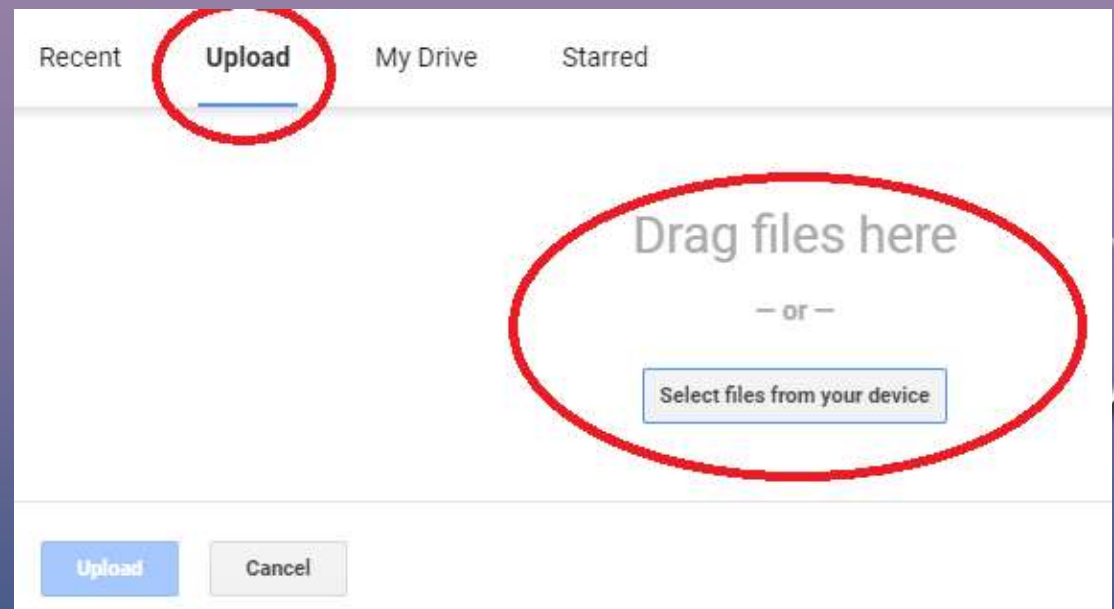 Recent Upload My Drive Starred
Drag files here
— or —
Select files from your device
Upload Cancel